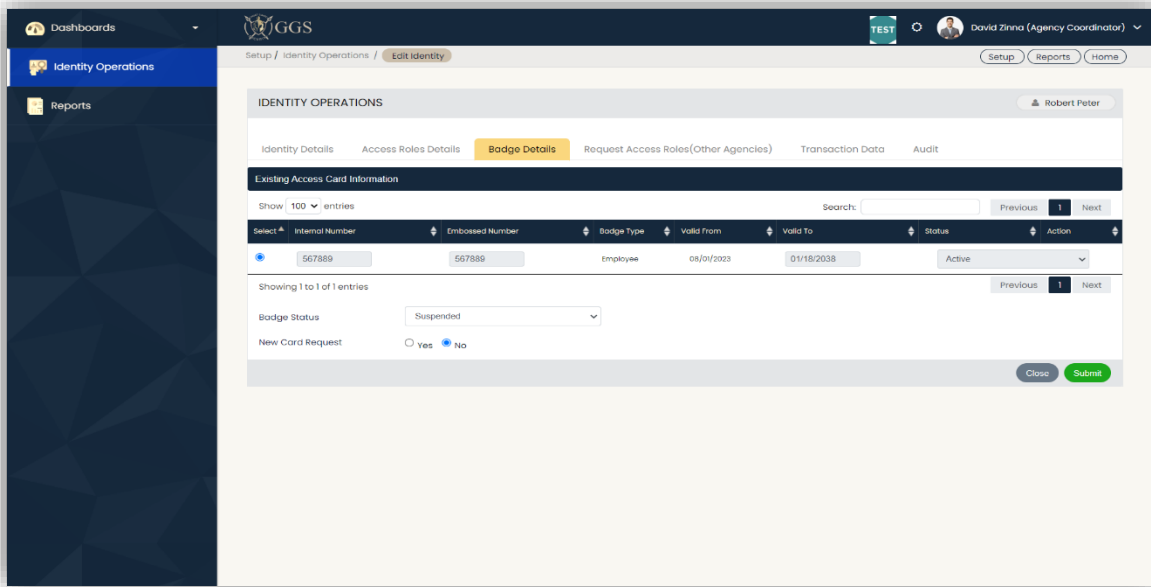 Dashboards
GGS
TEST
David Zinna (Agency Coordinator)
Identity Operations
Setup / Identity Operations / Edit Identity
Setup Reports Home
Reports
IDENTITY OPERATIONS
Robert Peter
Identity Details Access Roles Details Badge Details Request Access Roles(Other Agencies) Transaction Data Audit
Existing Access Card Information
Show 100 entries Search: Previous 1 Next
Select Internal Number Embossed Number Badge Type Valid From Valid To Status Action
567889 567889 Employee 08/01/2023 01/18/2038 Active
Showing 1 to 1 of 1 entries Previous 1 Next
Badge Status Suspended
New Card Request Yes No
Close Submit